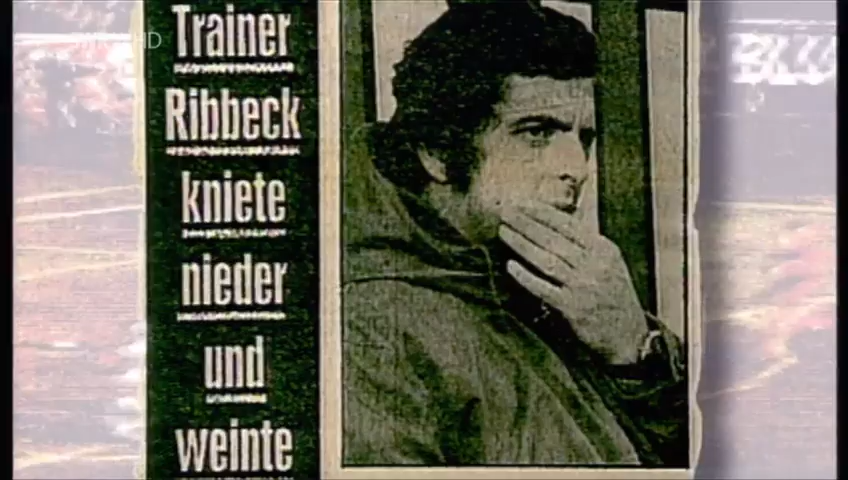 Trainer
Ribbeck
kniete
nieder
und
weinte